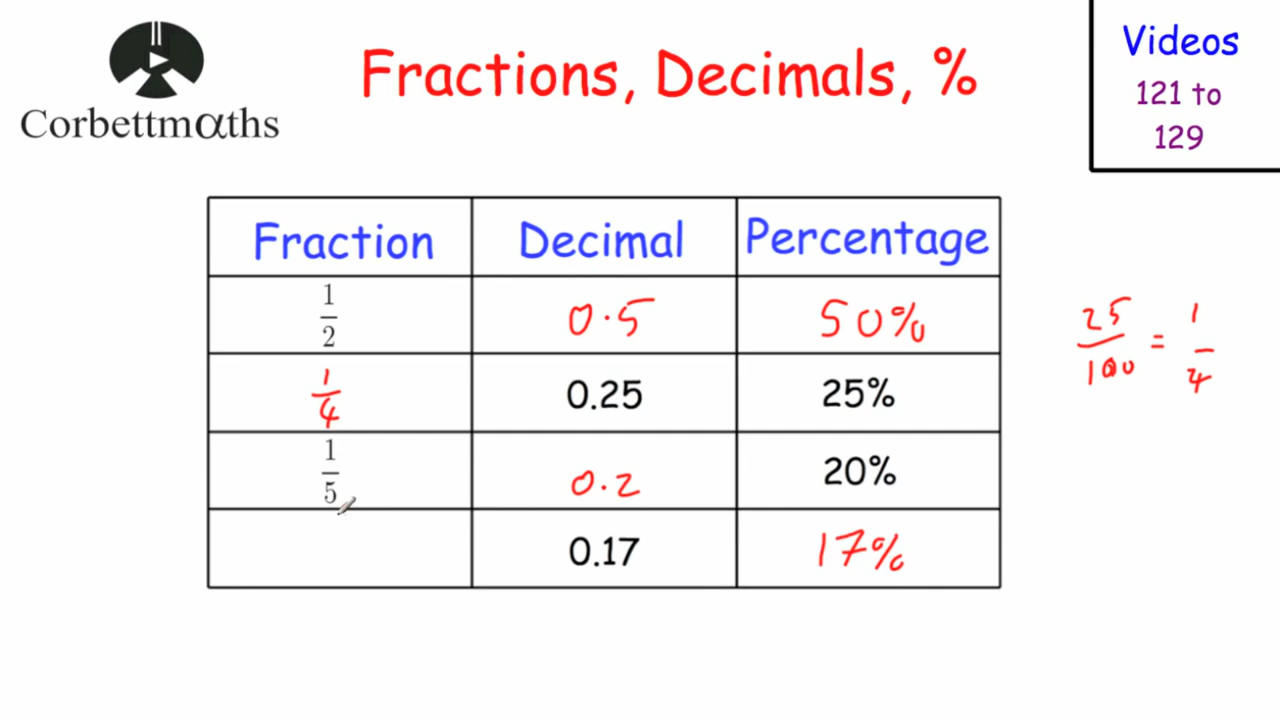 Corbettmαths
Fractions, Decimals, %
Videos
121 to
129
Fraction Decimal Percentage
1/2 0.5 50%
1/4 0.25 25%
1/5 0.2 20%
0.17 17%
25/100 = 1/4